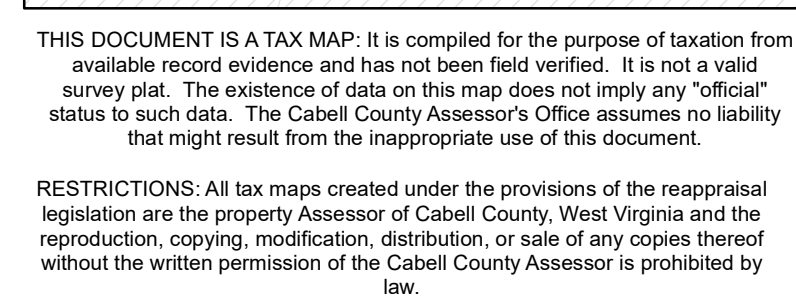 THIS DOCUMENT IS A TAX MAP: It is compiled for the purpose of taxation from
available record evidence and has not been field verified.  It is not a valid
survey plat.  The existence of data on this map does not imply any "official"
status to such data.  The Cabell County Assessor's Office assumes no liability
that might result from the inappropriate use of this document.
RESTRICTIONS: All tax maps created under the provisions of the reappraisal
legislation are the property Assessor of Cabell County, West Virginia and the
reproduction, copying, modification, distribution, or sale of any copies thereof
without the written permission of the Cabell County Assessor is prohibited by
law.